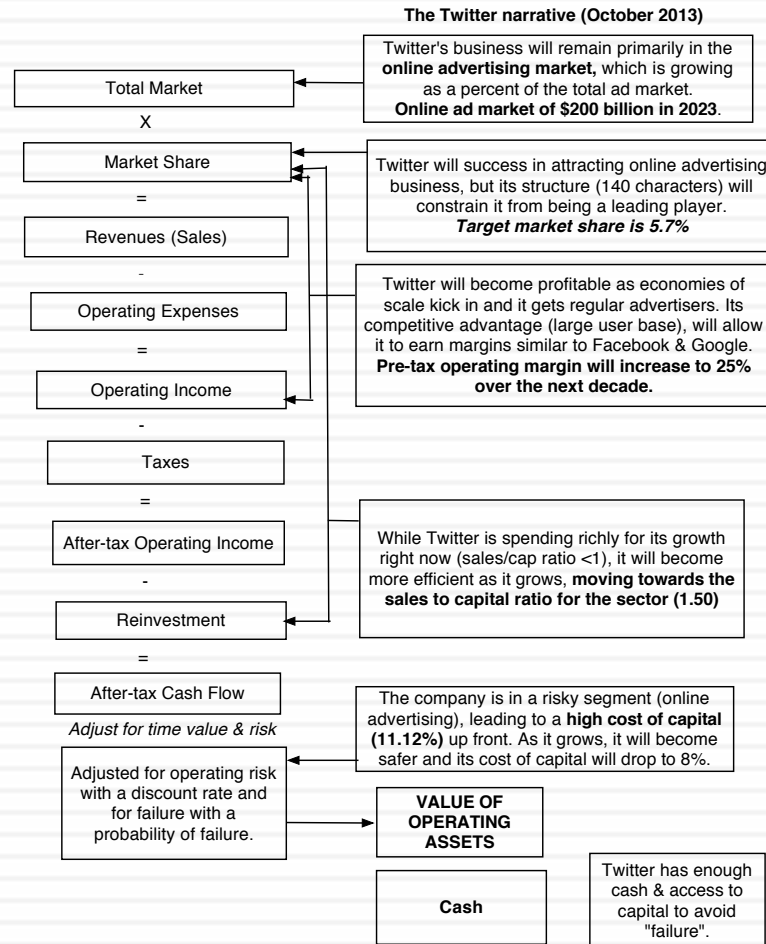 The Twitter narrative (October 2013)
Twitter's business will remain primarily in the
online advertising market, which is growing
as a percent of the total ad market.
Online ad market of $200 billion in 2023.
Total Market
X
Market Share
Twitter will success in attracting online advertising
business, but its structure (140 characters) will
constrain it from being a leading player.
Target market share is 5.7%
=
Revenues (Sales)
-
Operating Expenses
Twitter will become profitable as economies of
scale kick in and it gets regular advertisers. Its
competitive advantage (large user base), will allow
it to earn margins similar to Facebook & Google.
Pre-tax operating margin will increase to 25%
over the next decade.
=
Operating Income
-
Taxes
=
After-tax Operating Income
While Twitter is spending richly for its growth
right now (sales/cap ratio <1), it will become
more efficient as it grows, moving towards the
sales to capital ratio for the sector (1.50)
-
Reinvestment
=
After-tax Cash Flow
The company is in a risky segment (online
advertising), leading to a high cost of capital
(11.12%) up front. As it grows, it will become
safer and its cost of capital will drop to 8%.
Adjust for time value & risk
Adjusted for operating risk
with a discount rate and
for failure with a
probability of failure.
VALUE OF
OPERATING
ASSETS
Cash
Twitter has enough
cash & access to
capital to avoid
"failure".